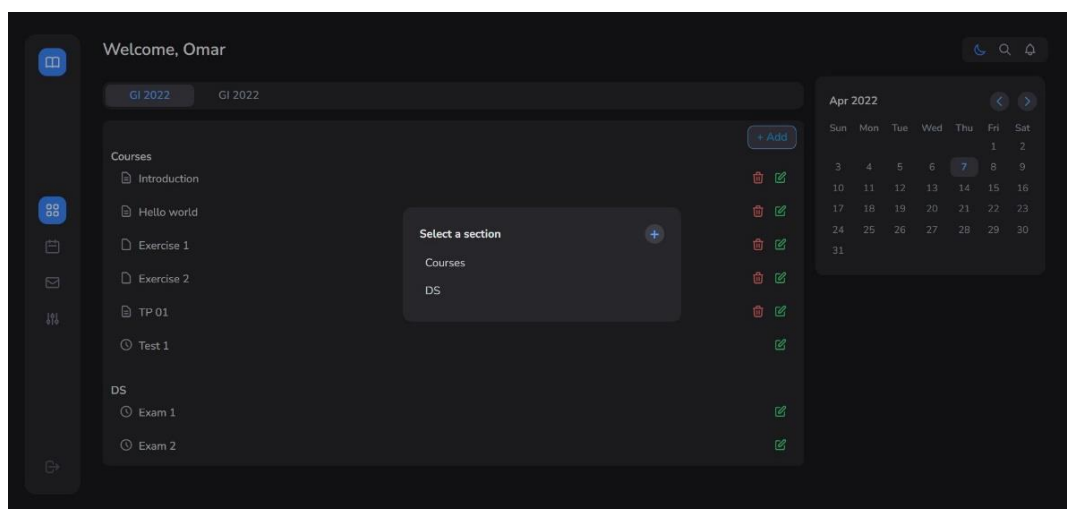 Welcome, Omar
GI 2022 GI 2022
+ Add
Courses
Introduction
Hello world
Exercise 1
Exercise 2
TP 01
Test 1
DS
Exam 1
Exam 2
Select a section
+
Courses
DS
Apr 2022
Sun Mon Tue Wed Thu Fri Sat
1 2
3 4 5 6 7 8 9
10 11 12 13 14 15 16
17 18 19 20 21 22 23
24 25 26 27 28 29 30
31